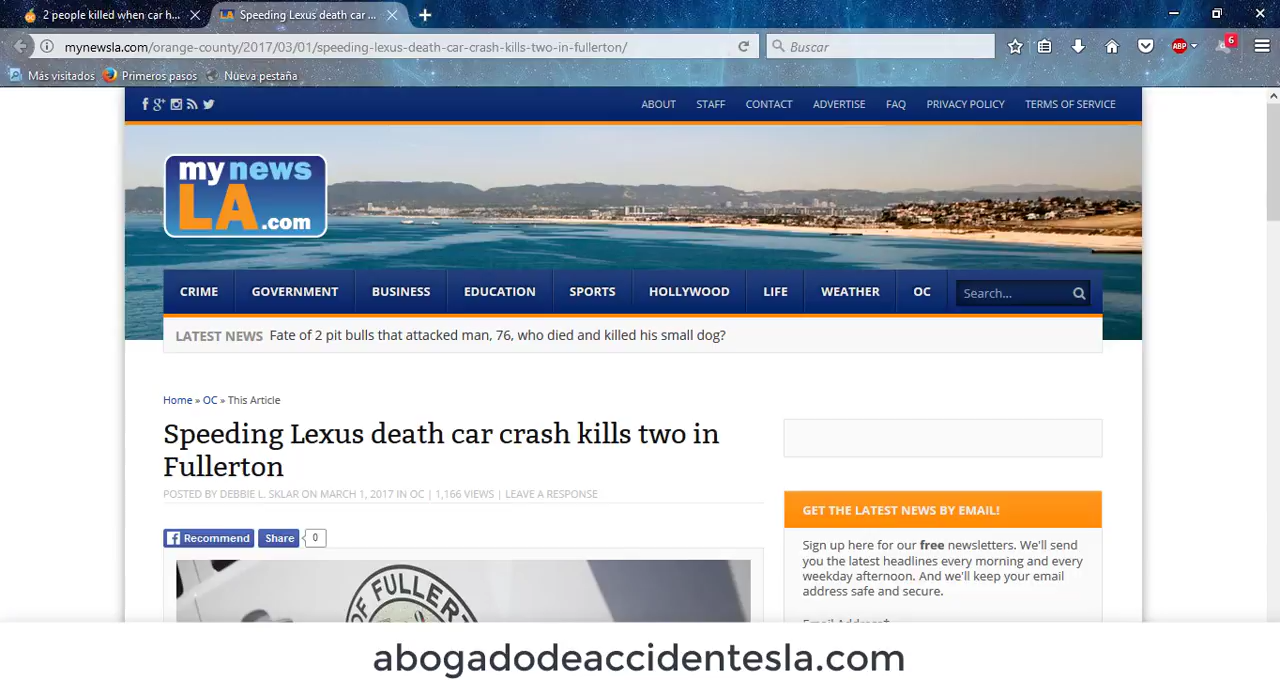 2 people killed when car h...
Speeding Lexus death car ...
mynewsla.com/orange-county/2017/03/01/speeding-lexus-death-car-crash-kills-two-in-fullerton/
Buscar
ABP
6
Más visitados
Primeros pasos
Nueva pestaña
ABOUT STAFF CONTACT ADVERTISE FAQ PRIVACY POLICY TERMS OF SERVICE
my news
LA.com
CRIME GOVERNMENT BUSINESS EDUCATION SPORTS HOLLYWOOD LIFE WEATHER OC Search...
LATEST NEWS Fate of 2 pit bulls that attacked man, 76, who died and killed his small dog?
Home » OC » This Article
Speeding Lexus death car crash kills two in
Fullerton
POSTED BY DEBBIE L. SKLAR ON MARCH 1, 2017 IN OC | 1,166 VIEWS | LEAVE A RESPONSE
Recommend Share 0
OF FULLER
GET THE LATEST NEWS BY EMAIL!
Sign up here for our free newsletters. We'll send
you the latest headlines every morning and every
weekday afternoon. And we'll keep your email
address safe and secure.
Email Address*
abogadodeaccidentesla.com